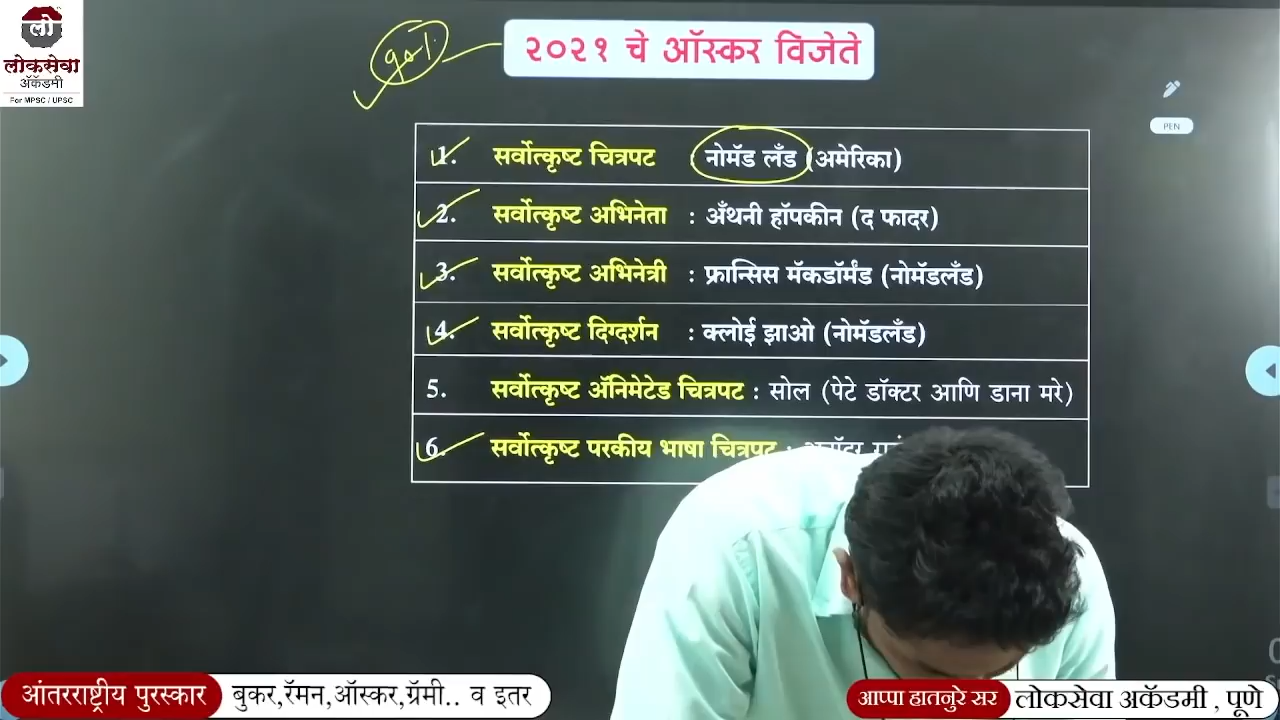 लो
लोकसेवा
अ‍ॅकॅडमी
For MPSC / UPSC
90%
२०२१ चे ऑस्कर विजेते
PEN
1. सर्वोत्कृष्ट चित्रपट : नोमॅड लँड (अमेरिका)
2. सर्वोत्कृष्ट अभिनेता : अँथनी हॉपकीन (द फादर)
3. सर्वोत्कृष्ट अभिनेत्री : फ्रान्सिस मॅकडॉर्मंड (नोमॅडलँड)
4. सर्वोत्कृष्ट दिग्दर्शन : क्लोई झाओ (नोमॅडलँड)
5. सर्वोत्कृष्ट ॲनिमेटेड चित्रपट : सोल (पेटे डॉक्टर आणि डाना मरे)
6. सर्वोत्कृष्ट परकीय भाषा चित्रपट :
आंतरराष्ट्रीय पुरस्कार बुकर,रॅमन,ऑस्कर,ग्रॅमी.. व इतर
आप्पा हातनुरे सर लोकसेवा अकॅडमी , पूणे